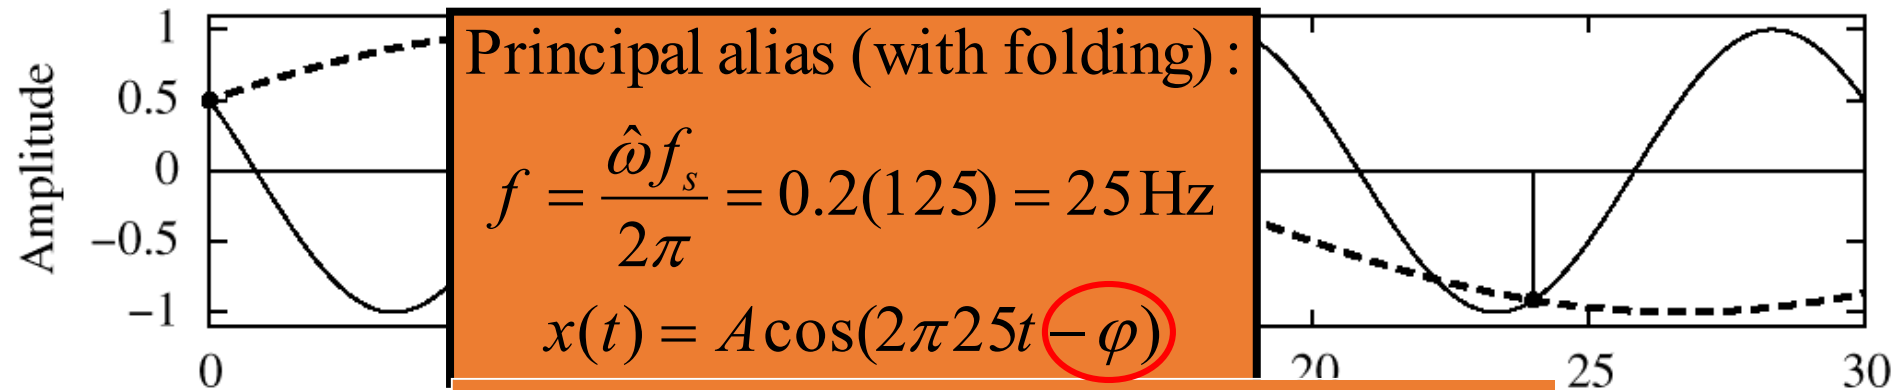 Amplitude
1
0.5
0
−0.5
−1
Principal alias (with folding) :
f = ω̂f_s / 2π = 0.2(125) = 25 Hz
x(t) = A cos(2π25t − φ)
0 20 25 30